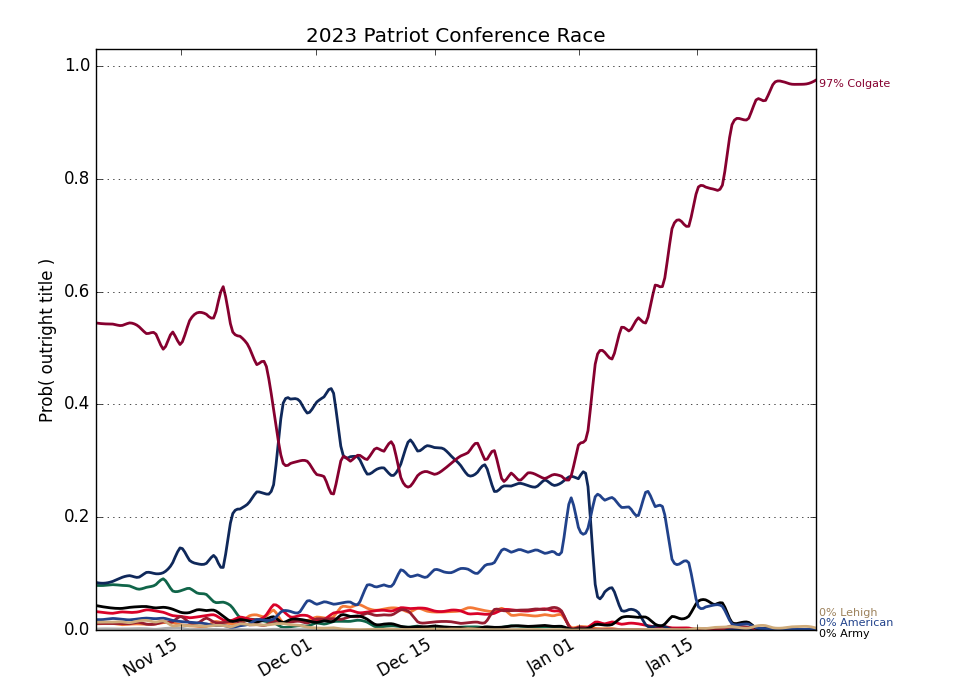 2023 Patriot Conference Race
Prob( outright title )
1.0
0.8
0.6
0.4
0.2
0.0
97% Colgate
0% Lehigh
0% American
0% Army
Nov 15
Dec 01
Dec 15
Jan 01
Jan 15